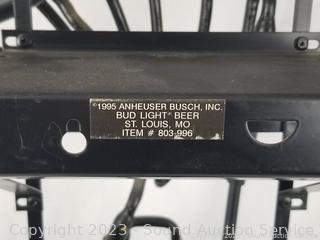 ©1995 ANHEUSER BUSCH, INC.
BUD LIGHT® BEER
ST. LOUIS, MO
ITEM # 803-996
Copyright 2023 - Sound Auction Service